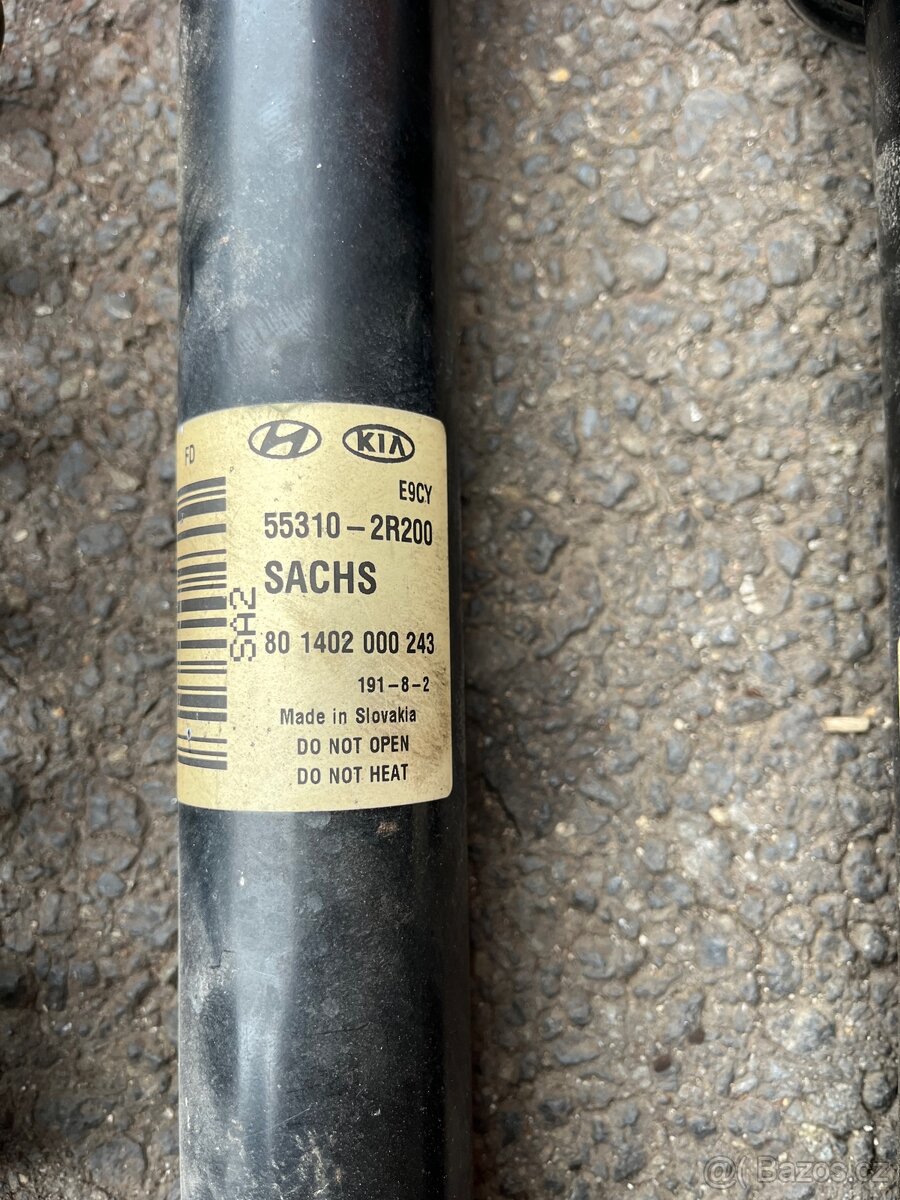 FD
KIA
E9CY
55310-2R200
SACHS
SA2
80 1402 000 243
191-8-2
Made in Slovakia
DO NOT OPEN
DO NOT HEAT
Bazos.cz